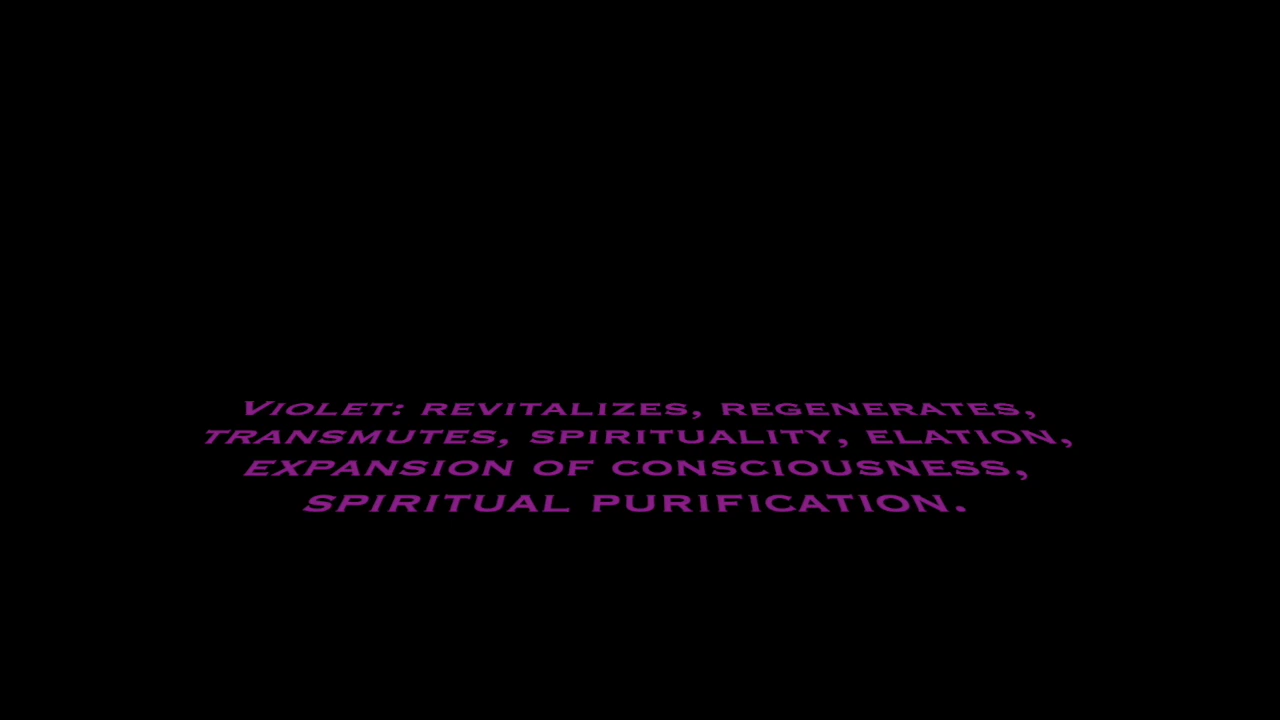 Violet: revitalizes, regenerates,
transmutes, spirituality, elation,
expansion of consciousness,
spiritual purification.